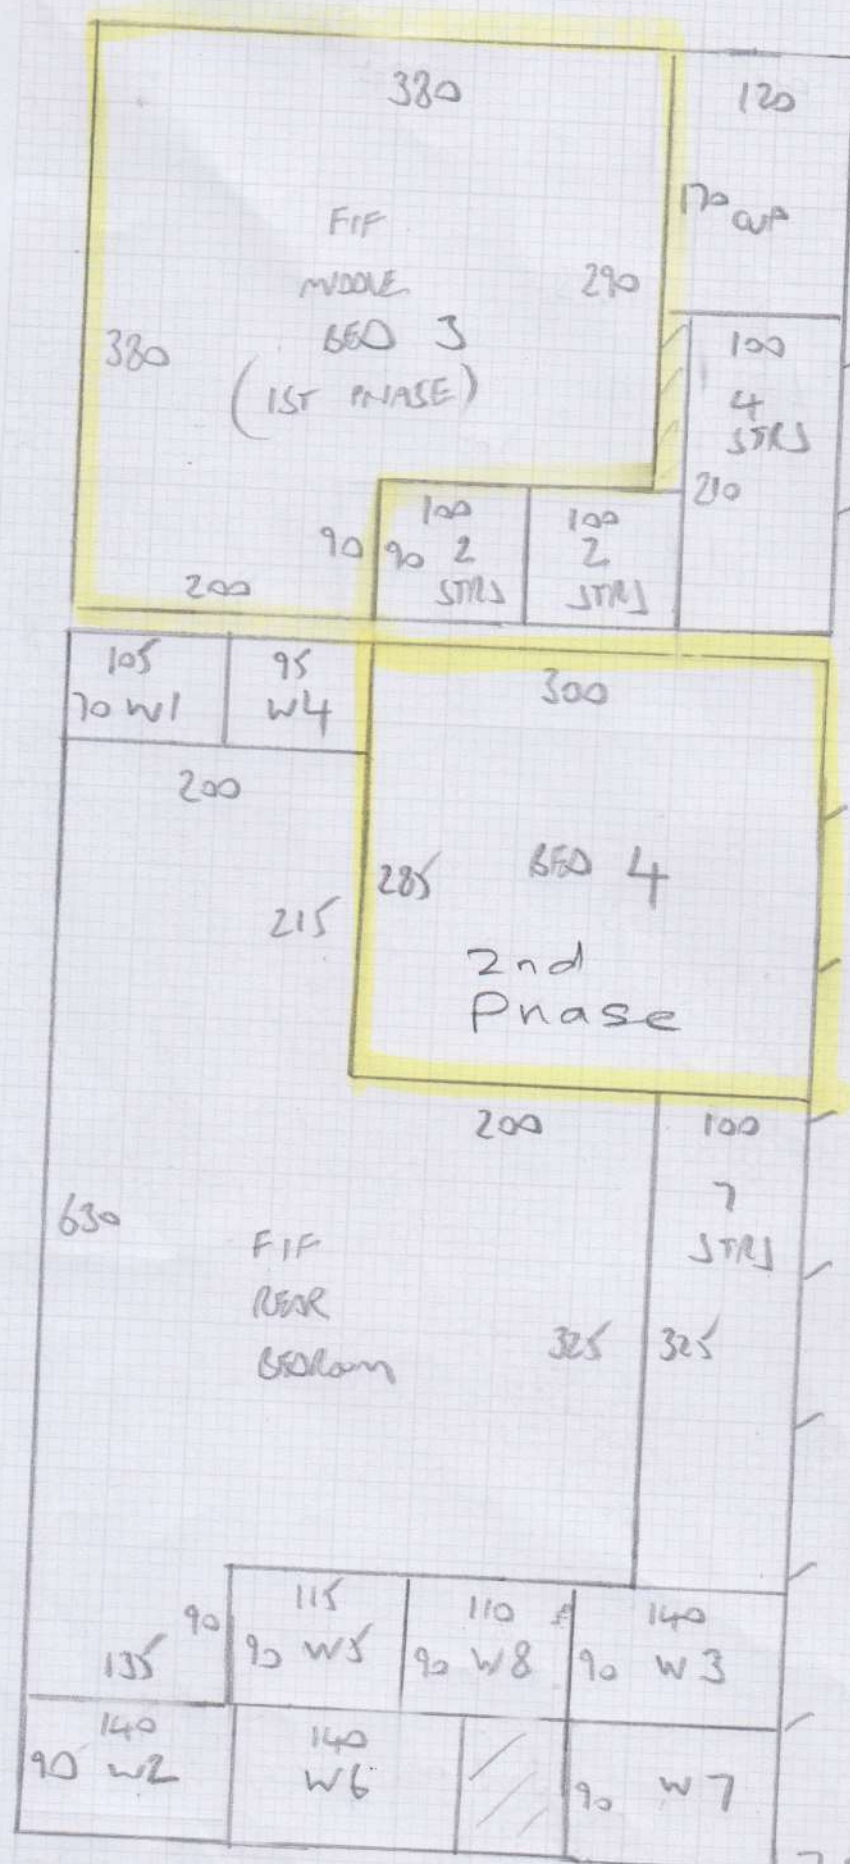 380
120
170 CUP
FIF
MIDDLE
BED 3
(1ST PHASE)
290
380
100
4
STRS
210
100
90 90 2
STRS
100
2
STRS
200
105
70 W1
95
W4
300
200
BED 4
285
215
2nd
Phase
200
100
7
STRS
630
FIF
REAR
BEDROOM
325
325
90
115
90 W5
110
90 W8
140
90 W3
135
140
90 W2
140
W6
90 W7